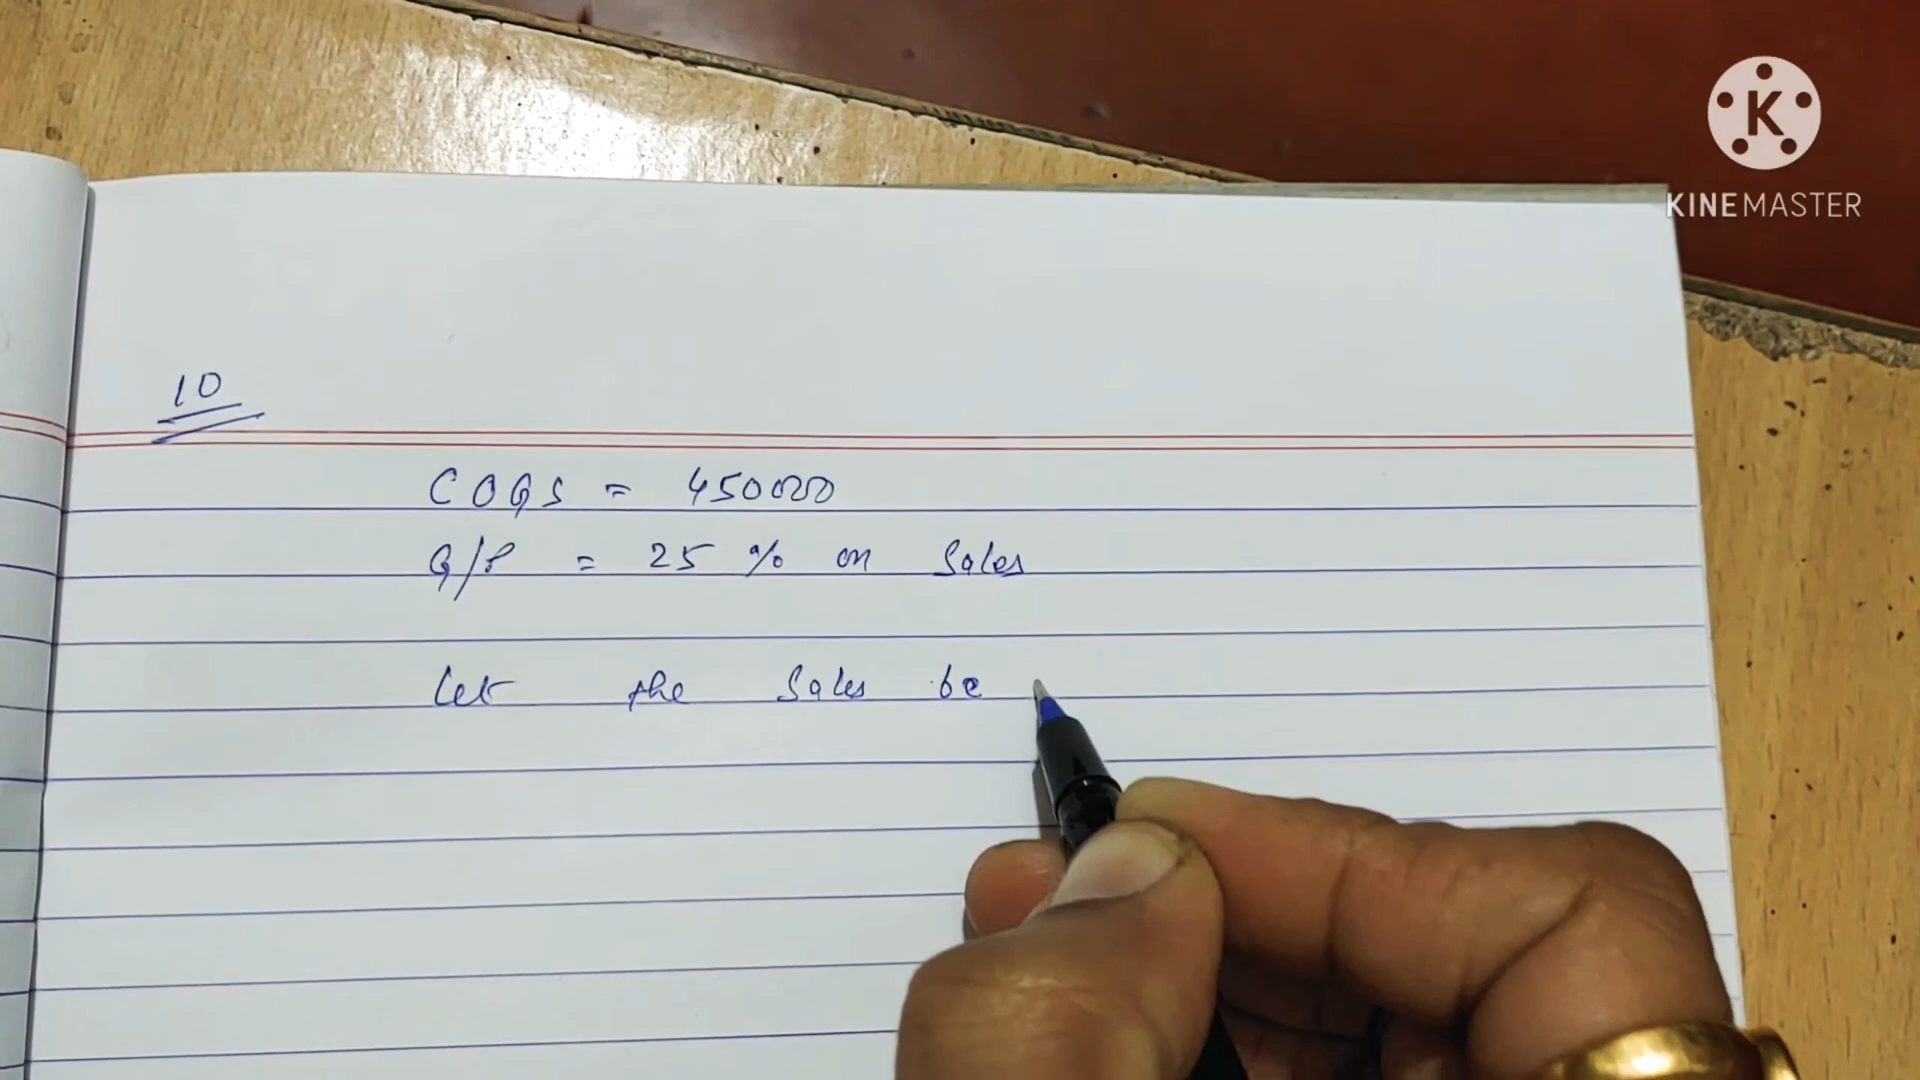 K
KINEMASTER
10
COGS = 450000
G/P = 25 % on Sales
Let the Sales be